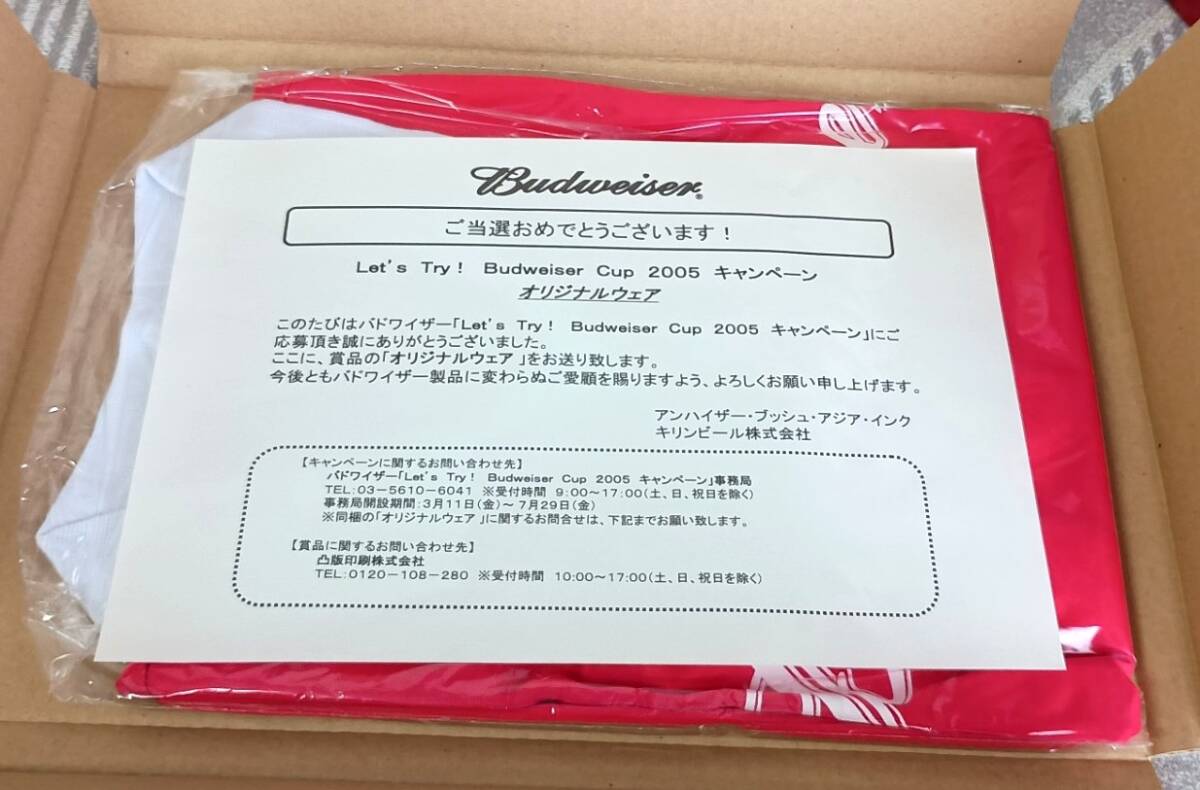 Budweiser®
ご当選おめでとうございます！
Let's Try！ Budweiser Cup 2005 キャンペーン
オリジナルウェア
このたびはバドワイザー「Let's Try！ Budweiser Cup 2005 キャンペーン」にご
応募頂き誠にありがとうございました。
ここに、賞品の「オリジナルウェア」をお送り致します。
今後ともバドワイザー製品に変わらぬご愛顧を賜りますよう、よろしくお願い申し上げます。
アンハイザー・ブッシュ・アジア・インク
キリンビール株式会社
【キャンペーンに関するお問い合わせ先】
バドワイザー「Let's Try！ Budweiser Cup 2005 キャンペーン」事務局
TEL:03－5610－6041 ※受付時間 9:00～17:00(土、日、祝日を除く)
事務局開設期間:3月11日(金)～7月29日(金)
※同梱の「オリジナルウェア」に関するお問合せは、下記までお願い致します。
【賞品に関するお問い合わせ先】
凸版印刷株式会社
TEL:0120－108－280 ※受付時間 10:00～17:00(土、日、祝日を除く)